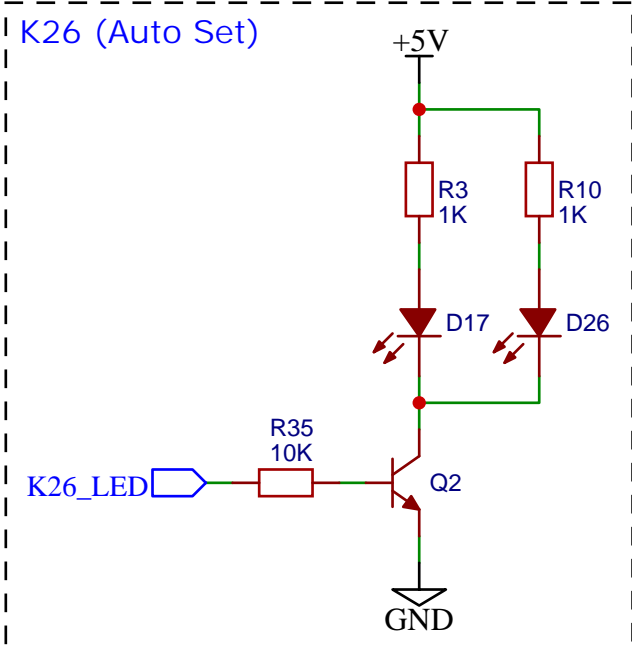 K26 (Auto Set)
+5V
R3
1K
R10
1K
D17
D26
R35
10K
K26_LED
Q2
GND